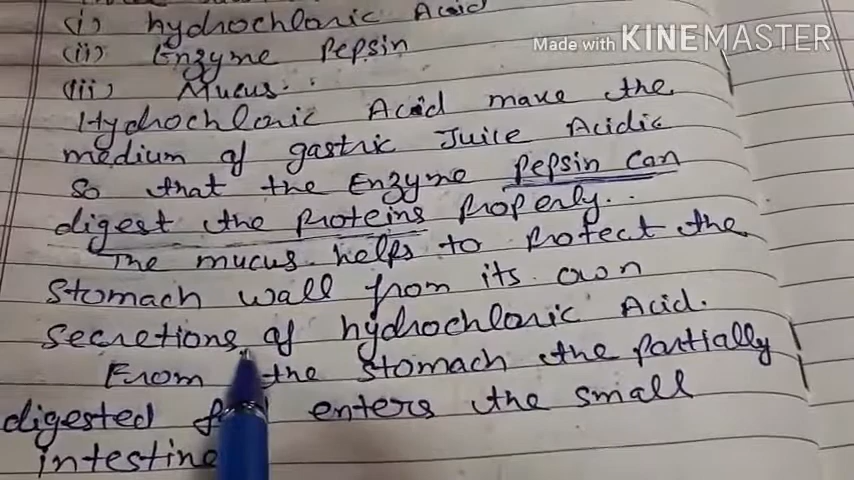 (i) hydrochloric Acid
(ii) Enzyme Pepsin
Made with KINEMASTER
(iii) Mucus.
Hydrochloric Acid make the
medium of gastric Juice Acidic
so that the Enzyme pepsin can
digest the proteins properly..
The mucus helps to protect the
stomach wall from its own
secretions of hydrochloric Acid.
From the stomach the partially
digested enters the small
intestine